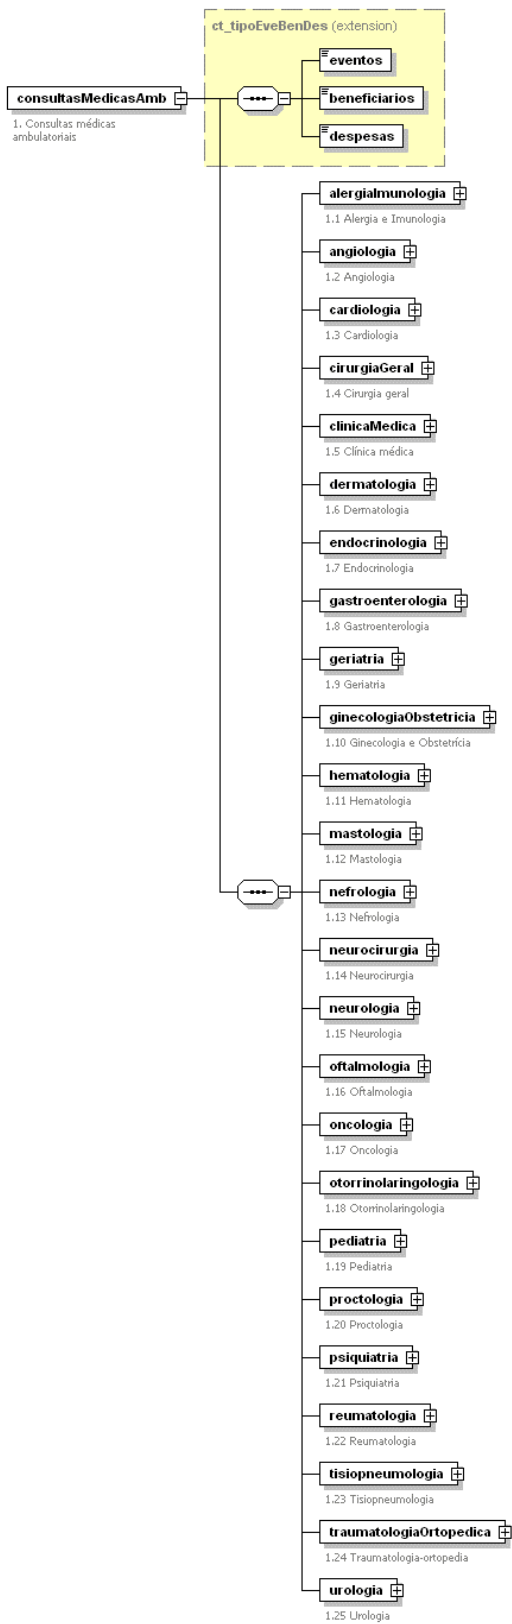 ct_tipoEveBenDes (extension)
eventos
consultasMedicasAmb
beneficiarios
1. Consultas médicas
ambulatoriais
despesas
alergiaImunologia
1.1 Alergia e Imunologia
angiologia
1.2 Angiologia
cardiologia
1.3 Cardiologia
cirurgiaGeral
1.4 Cirurgia geral
clinicaMedica
1.5 Clínica médica
dermatologia
1.6 Dermatologia
endocrinologia
1.7 Endocrinologia
gastroenterologia
1.8 Gastroenterologia
geriatria
1.9 Geriatria
ginecologiaObstetricia
1.10 Ginecologia e Obstetrícia
hematologia
1.11 Hematologia
mastologia
1.12 Mastologia
nefrologia
1.13 Nefrologia
neurocirurgia
1.14 Neurocirurgia
neurologia
1.15 Neurologia
oftalmologia
1.16 Oftalmologia
oncologia
1.17 Oncologia
otorrinolaringologia
1.18 Otorrinolaringologia
pediatria
1.19 Pediatria
proctologia
1.20 Proctologia
psiquiatria
1.21 Psiquiatria
reumatologia
1.22 Reumatologia
tisiopneumologia
1.23 Tisiopneumologia
traumatologiaOrtopedica
1.24 Traumatologia-ortopedia
urologia
1.25 Urologia